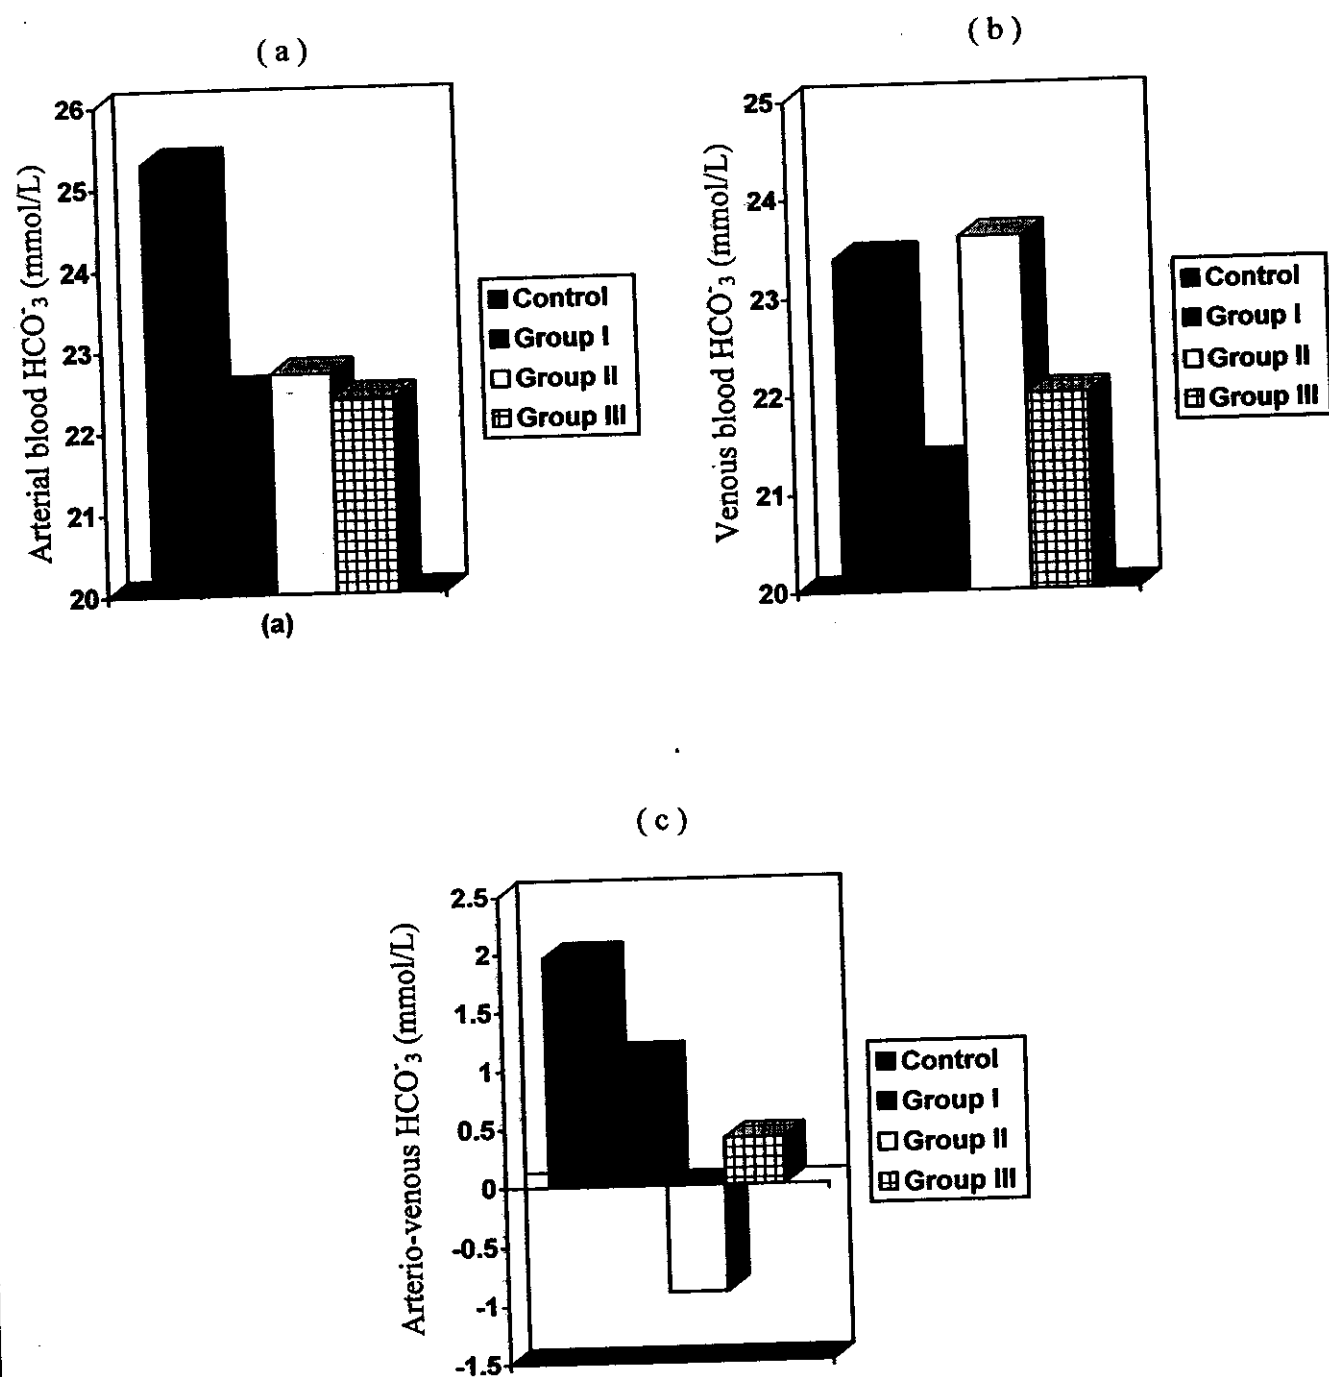 ( a )
Arterial blood HCO⁻₃ (mmol/L)
26
25
24
23
22
21
20
(a)
Control
Group I
Group II
Group III
( b )
Venous blood HCO⁻₃ (mmol/L)
25
24
23
22
21
20
Control
Group I
Group II
Group III
( c )
Arterio-venous HCO⁻₃ (mmol/L)
2.5
2
1.5
1
0.5
0
-0.5
-1
-1.5
Control
Group I
Group II
Group III